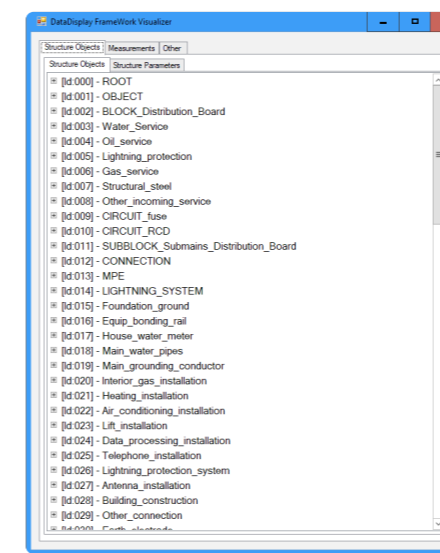 DataDisplay FrameWork Visualizer
Structure Objects Measurements Other
Structure Objects Structure Parameters
[Id:000] - ROOT
[Id:001] - OBJECT
[Id:002] - BLOCK_Distribution_Board
[Id:003] - Water_Service
[Id:004] - Oil_service
[Id:005] - Lightning_protection
[Id:006] - Gas_service
[Id:007] - Structural_steel
[Id:008] - Other_incoming_service
[Id:009] - CIRCUIT_fuse
[Id:010] - CIRCUIT_RCD
[Id:011] - SUBBLOCK_Submains_Distribution_Board
[Id:012] - CONNECTION
[Id:013] - MPE
[Id:014] - LIGHTNING_SYSTEM
[Id:015] - Foundation_ground
[Id:016] - Equip_bonding_rail
[Id:017] - House_water_meter
[Id:018] - Main_water_pipes
[Id:019] - Main_grounding_conductor
[Id:020] - Interior_gas_installation
[Id:021] - Heating_installation
[Id:022] - Air_conditioning_installation
[Id:023] - Lift_installation
[Id:024] - Data_processing_installation
[Id:025] - Telephone_installation
[Id:026] - Lightning_protection_system
[Id:027] - Antenna_installation
[Id:028] - Building_construction
[Id:029] - Other_connection
[Id:030] - Earth_electrode